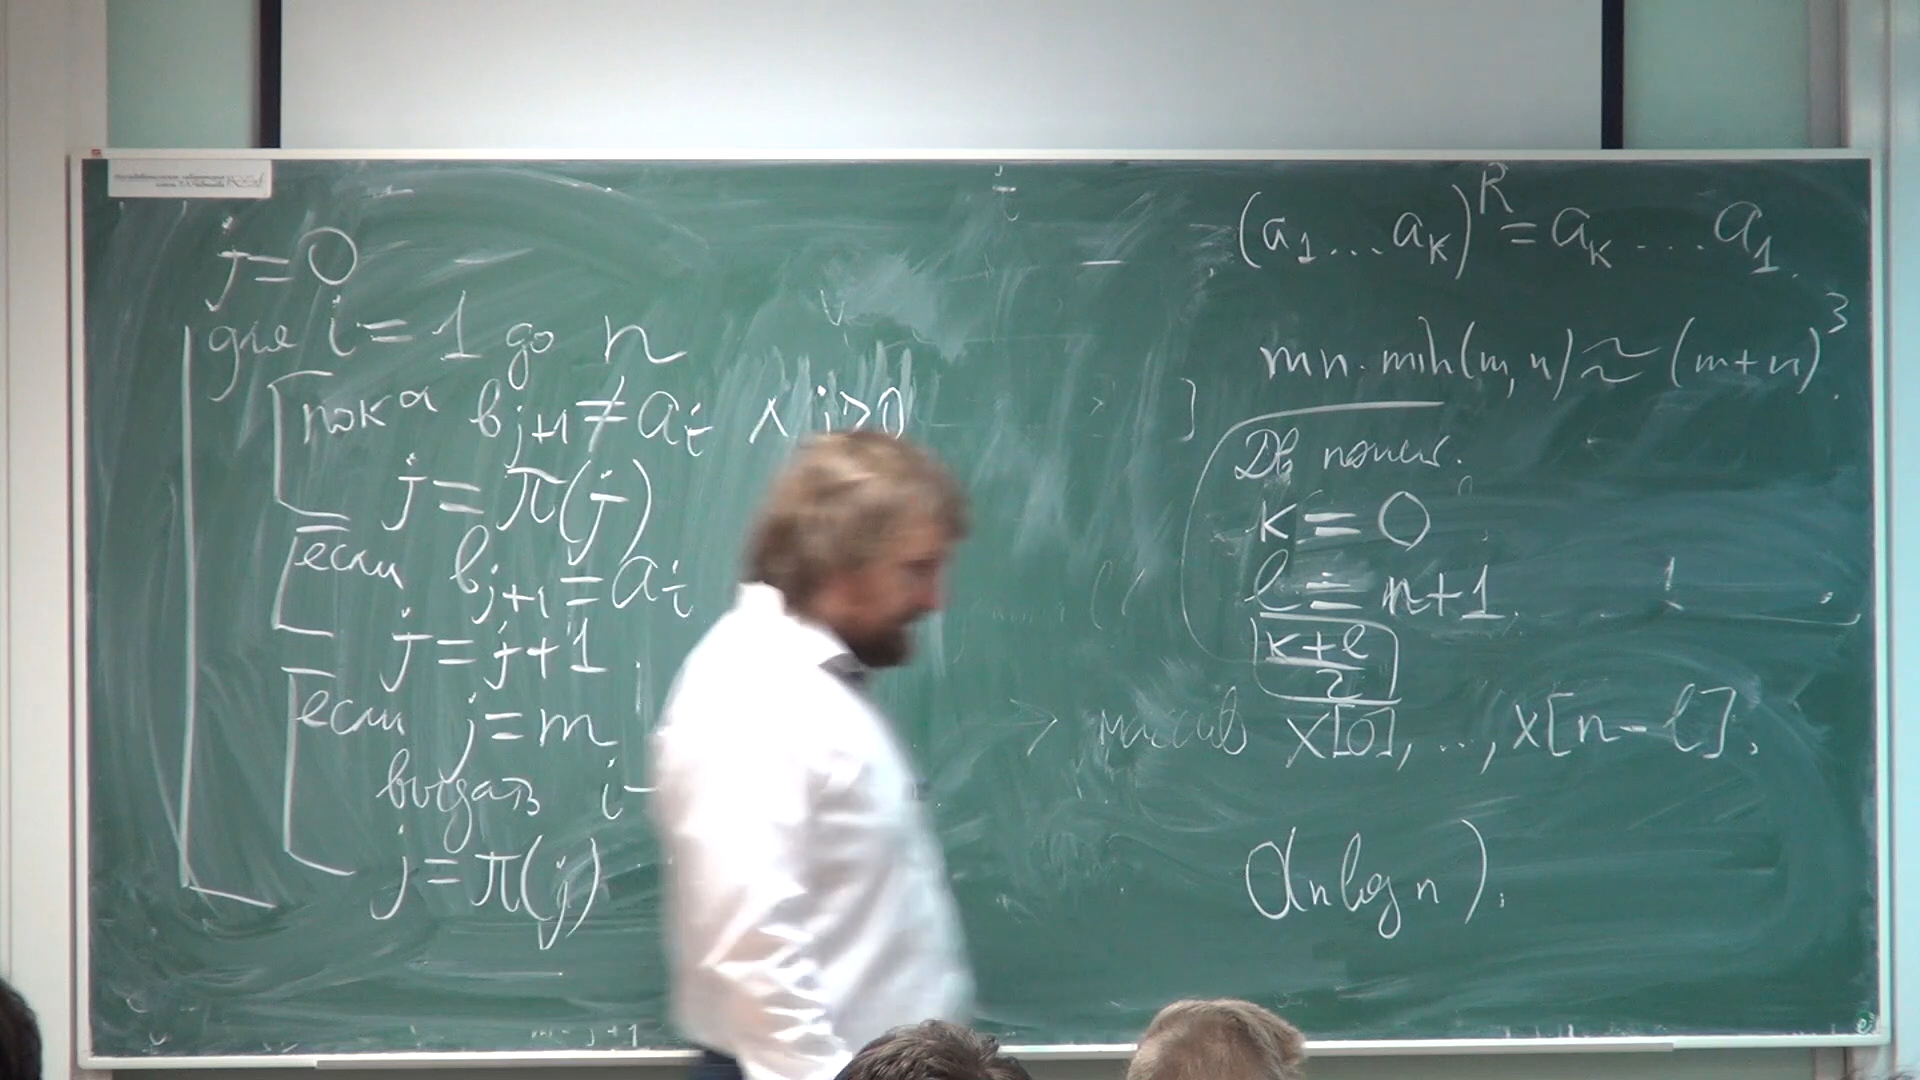 j=0
для i=1 до n
пока b_{j+1}≠a_i ∧ j>0
j=π(j)
если b_{j+1}=a_i
j=j+1
если j=m
выдать i-
j=π(j)
(a_1...a_k)^R=a_k....a_1.
mn·min(m,n)≈(m+n)^3.
Дв. поиск.
k=0
l=n+1.
k+l
2
массив x[0],...,x[n-1].
O(n log n).